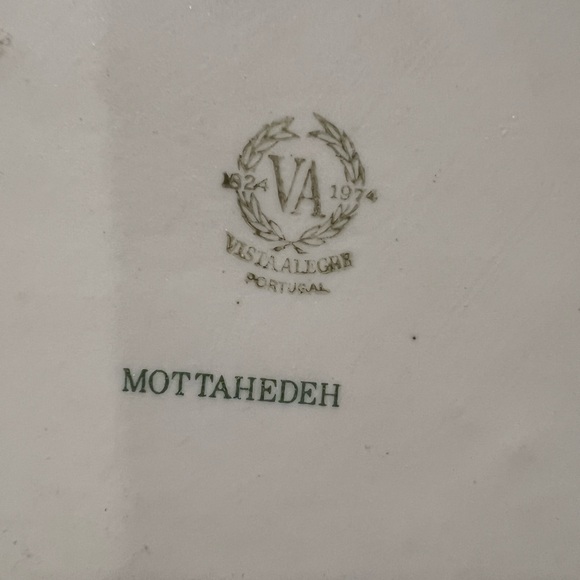 VA
1824 1974
VISTA ALEGRE
PORTUGAL
MOTTAHEDEH